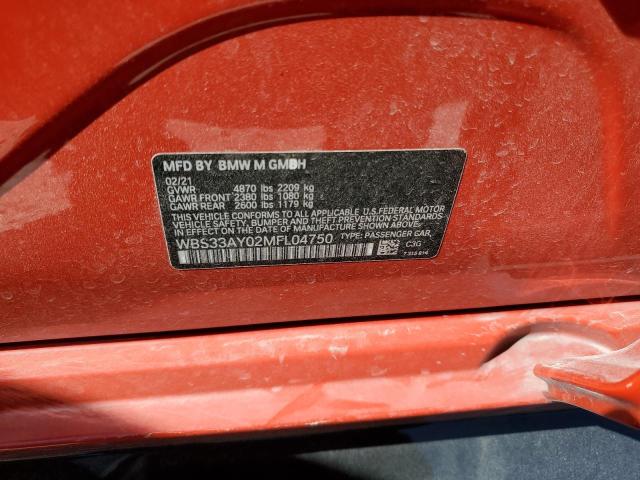 MFD BY BMW M GMBH
02/21
GVWR 4870 lbs 2209 kg
GAWR FRONT 2380 lbs 1080 kg
GAWR REAR 2600 lbs 1179 kg
THIS VEHICLE CONFORMS TO ALL APPLICABLE U.S.FEDERAL MOTOR
VEHICLE SAFETY, BUMPER AND THEFT PREVENTION STANDARDS
IN EFFECT ON THE DATE OF MANUFACTURE SHOWN ABOVE.
WBS33AY02MFL04750 TYPE: PASSENGER CAR,
C3G